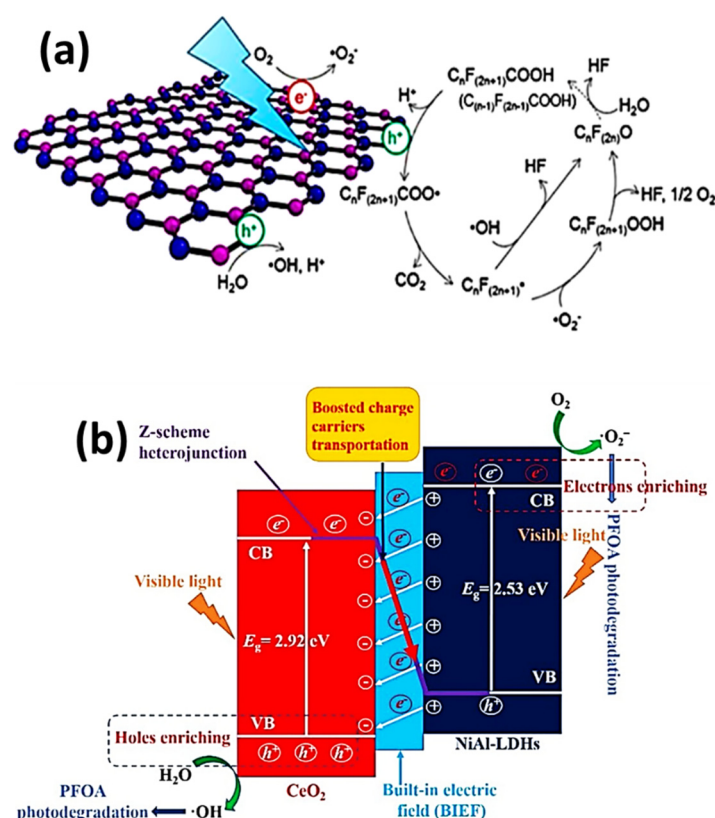 (a)
O₂
•O₂⁻
e⁻
h⁺
h⁺
H₂O
•OH, H⁺
H⁺
CₙF₍₂ₙ₊₁₎COOH
(C₍ₙ₋₁₎F₍₂ₙ₋₁₎COOH)
HF
H₂O
CₙF₍₂ₙ₎O
CₙF₍₂ₙ₊₁₎COO•
HF
HF, 1/2 O₂
•OH
CₙF₍₂ₙ₊₁₎OOH
CO₂
CₙF₍₂ₙ₊₁₎•
•O₂⁻
(b)
Z-scheme
heterojunction
Boosted charge
carriers
transportation
O₂
·O₂⁻
e⁻ e⁻ e⁻
Electrons enriching
CB
e⁻ e⁻
CB
Visible light
Visible light
PFOA photodegradation
E_g= 2.92 eV
E_g= 2.53 eV
e⁻
e⁻
e⁻
e⁻
e⁻
e⁻
− + − + − + − + − + − +
VB
h⁺
VB
Holes enriching
h⁺ h⁺ h⁺
H₂O
CeO₂
NiAl-LDHs
PFOA
photodegradation
·OH
Built-in electric
field (BIEF)